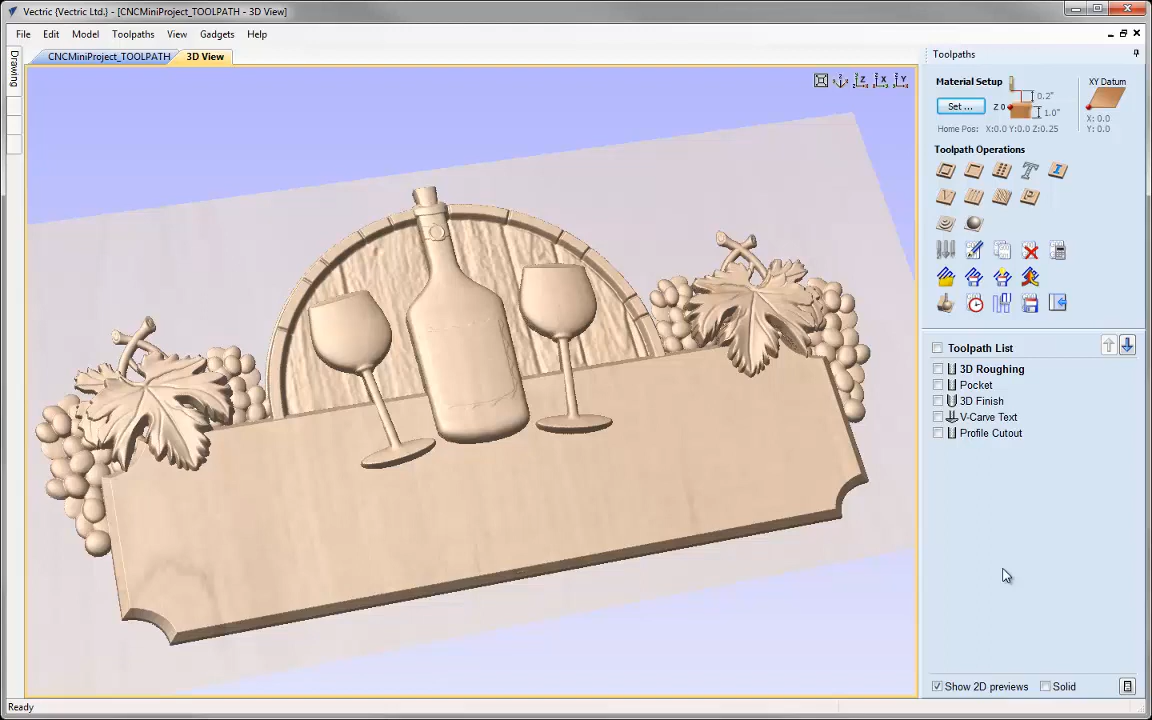 Vectric {Vectric Ltd.} - [CNCMiniProject_TOOLPATH - 3D View]
File Edit Model Toolpaths View Gadgets Help
Drawing
CNCMiniProject_TOOLPATH 3D View
Z X Y
Toolpaths
Material Setup
XY Datum
Set ...
Z 0
0.2"
1.0"
X: 0.0
Y: 0.0
Home Pos: X:0.0 Y:0.0 Z:0.25
Toolpath Operations
Toolpath List
3D Roughing
Pocket
3D Finish
V-Carve Text
Profile Cutout
Show 2D previews Solid
Ready